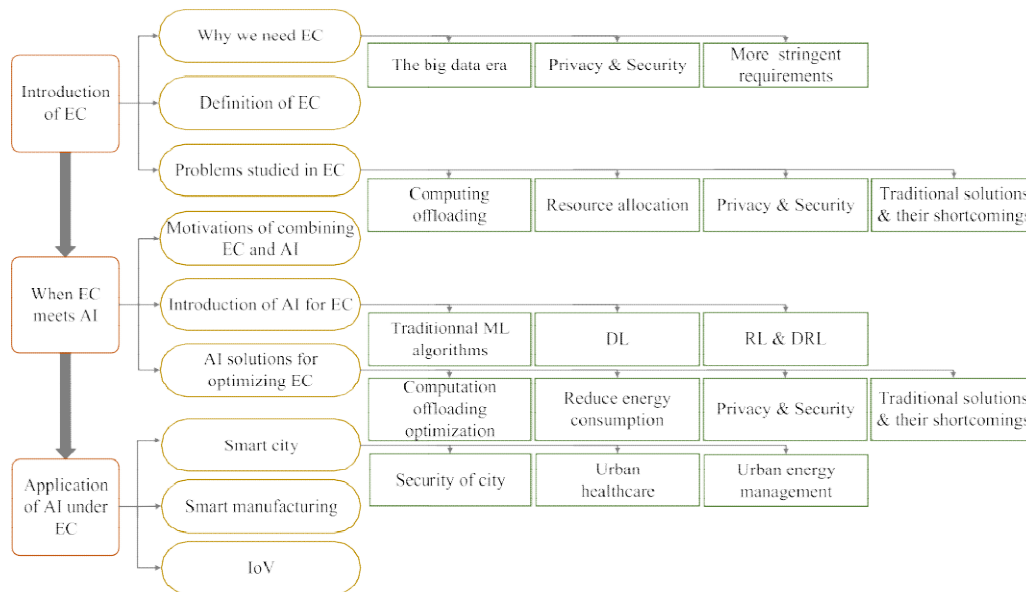 Why we need EC
The big data era
Privacy & Security
More stringent
requirements
Introduction
of EC
Definition of EC
Problems studied in EC
Computing
offloading
Resource allocation
Privacy & Security
Traditional solutions
& their shortcomings
Motivations of combining
EC and AI
When EC
meets AI
Introduction of AI for EC
Traditionnal ML
algorithms
DL
RL & DRL
AI solutions for
optimizing EC
Computation
offloading
optimization
Reduce energy
consumption
Privacy & Security
Traditional solutions
& their shortcomings
Smart city
Security of city
Urban
healthcare
Urban energy
management
Application
of AI under
EC
Smart manufacturing
IoV